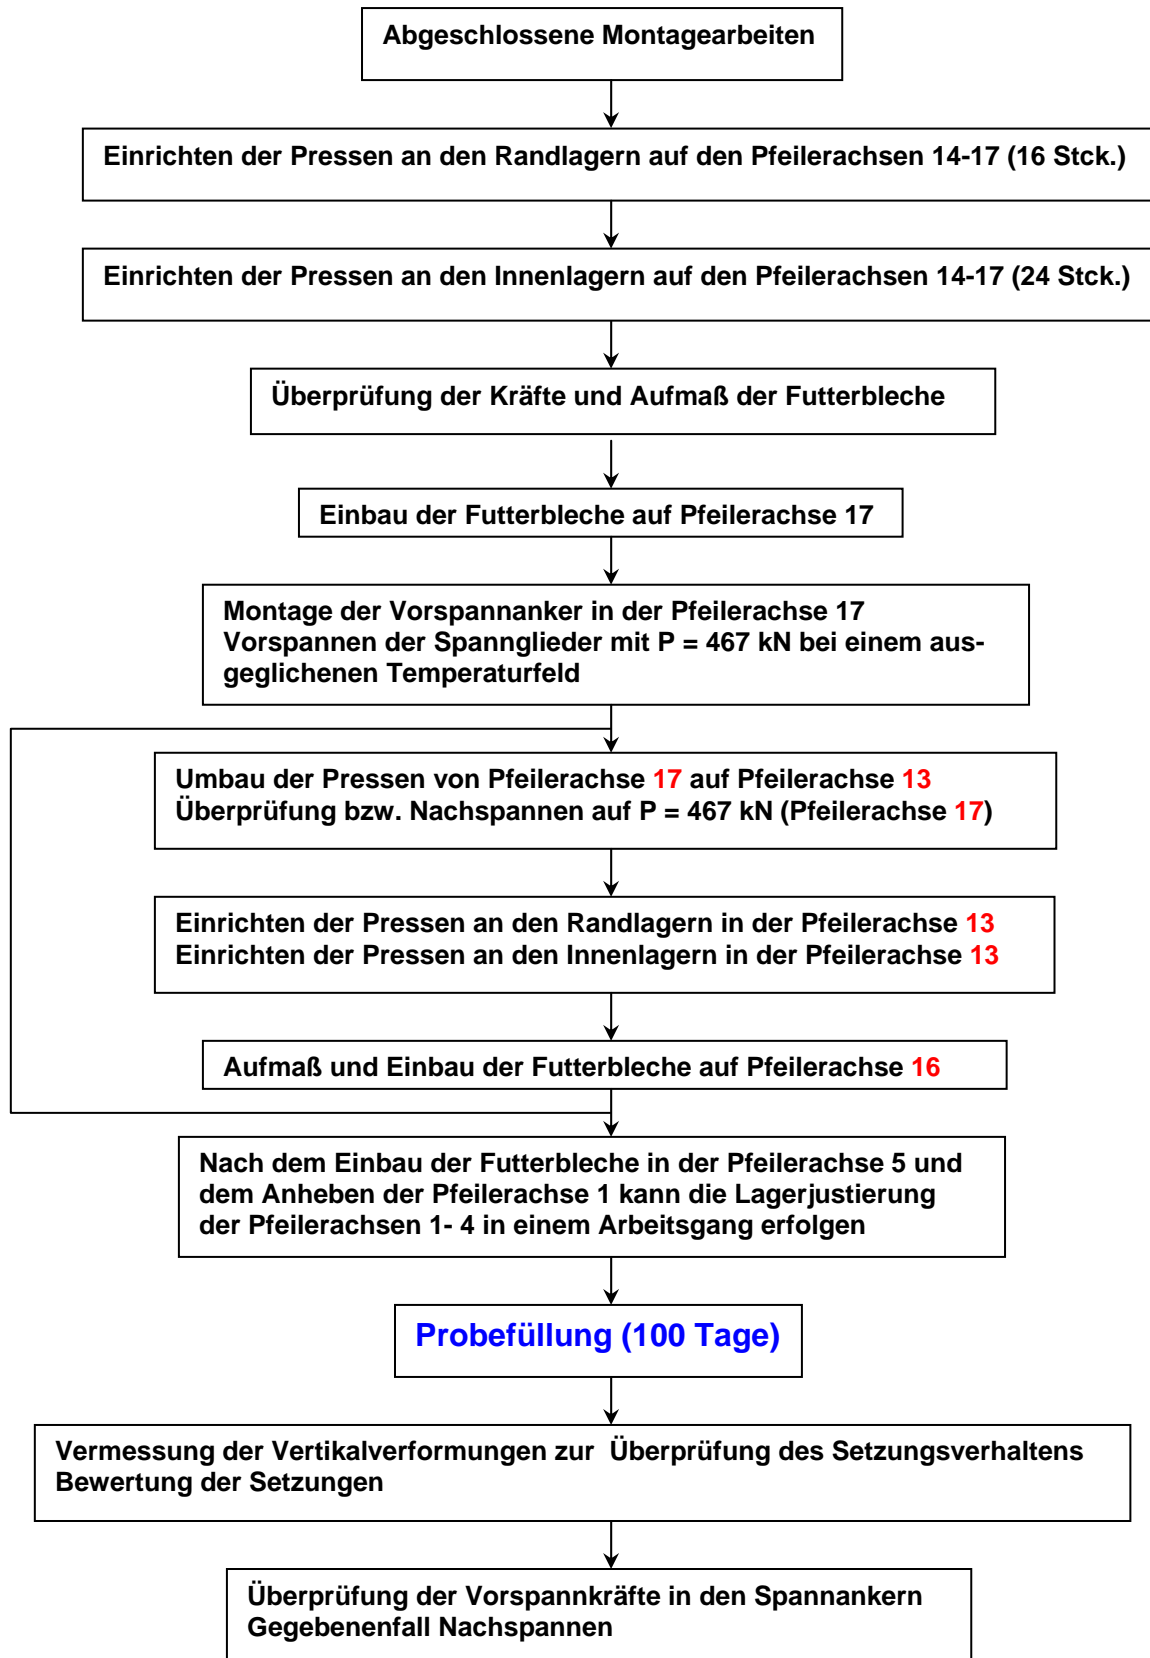 Abgeschlossene Montagearbeiten
Einrichten der Pressen an den Randlagern auf den Pfeilerachsen 14-17 (16 Stck.)
Einrichten der Pressen an den Innenlagern auf den Pfeilerachsen 14-17 (24 Stck.)
Überprüfung der Kräfte und Aufmaß der Futterbleche
Einbau der Futterbleche auf Pfeilerachse 17
Montage der Vorspannanker in der Pfeilerachse 17
Vorspannen der Spannglieder mit P = 467 kN bei einem aus-
geglichenen Temperaturfeld
Umbau der Pressen von Pfeilerachse 17 auf Pfeilerachse 13
Überprüfung bzw. Nachspannen auf P = 467 kN (Pfeilerachse 17)
Einrichten der Pressen an den Randlagern in der Pfeilerachse 13
Einrichten der Pressen an den Innenlagern in der Pfeilerachse 13
Aufmaß und Einbau der Futterbleche auf Pfeilerachse 16
Nach dem Einbau der Futterbleche in der Pfeilerachse 5 und
dem Anheben der Pfeilerachse 1 kann die Lagerjustierung
der Pfeilerachsen 1- 4 in einem Arbeitsgang erfolgen
Probefüllung (100 Tage)
Vermessung der Vertikalverformungen zur  Überprüfung des Setzungsverhaltens
Bewertung der Setzungen
Überprüfung der Vorspannkräfte in den Spannankern
Gegebenenfall Nachspannen